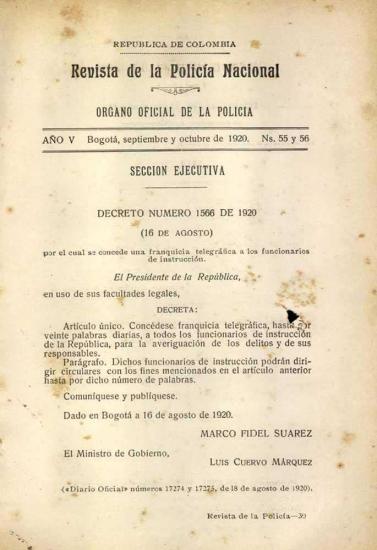 REPUBLICA DE COLOMBIA
Revista de la Policía Nacional
ORGANO OFICIAL DE LA POLICIA
AÑO V Bogotá, septiembre y octubre de 1920. Ns. 55 y 56
SECCION EJECUTIVA
DECRETO NUMERO 1566 DE 1920
(16 DE AGOSTO)
por el cual se concede una franquicia telegráfica a los funcionarios
de instrucción.
El Presidente de la República,
en uso de sus facultades legales,
DECRETA:
Artículo único. Concédese franquicia telegráfica, hasta por
veinte palabras diarias, a todos los funcionarios de instrucción
de la República, para la averiguación de los delitos y de sus
responsables.
Parágrafo. Dichos funcionarios de instrucción podrán diri-
gir circulares con los fines mencionados en el artículo anterior
hasta por dicho número de palabras.
Comuníquese y publíquese.
Dado en Bogotá a 16 de agosto de 1920.
MARCO FIDEL SUAREZ
El Ministro de Gobierno,
LUIS CUERVO MÁRQUEZ
(«Diario Oficial» números 17274 y 17275, de 18 de agosto de 1920).
Revista de la Policía—30